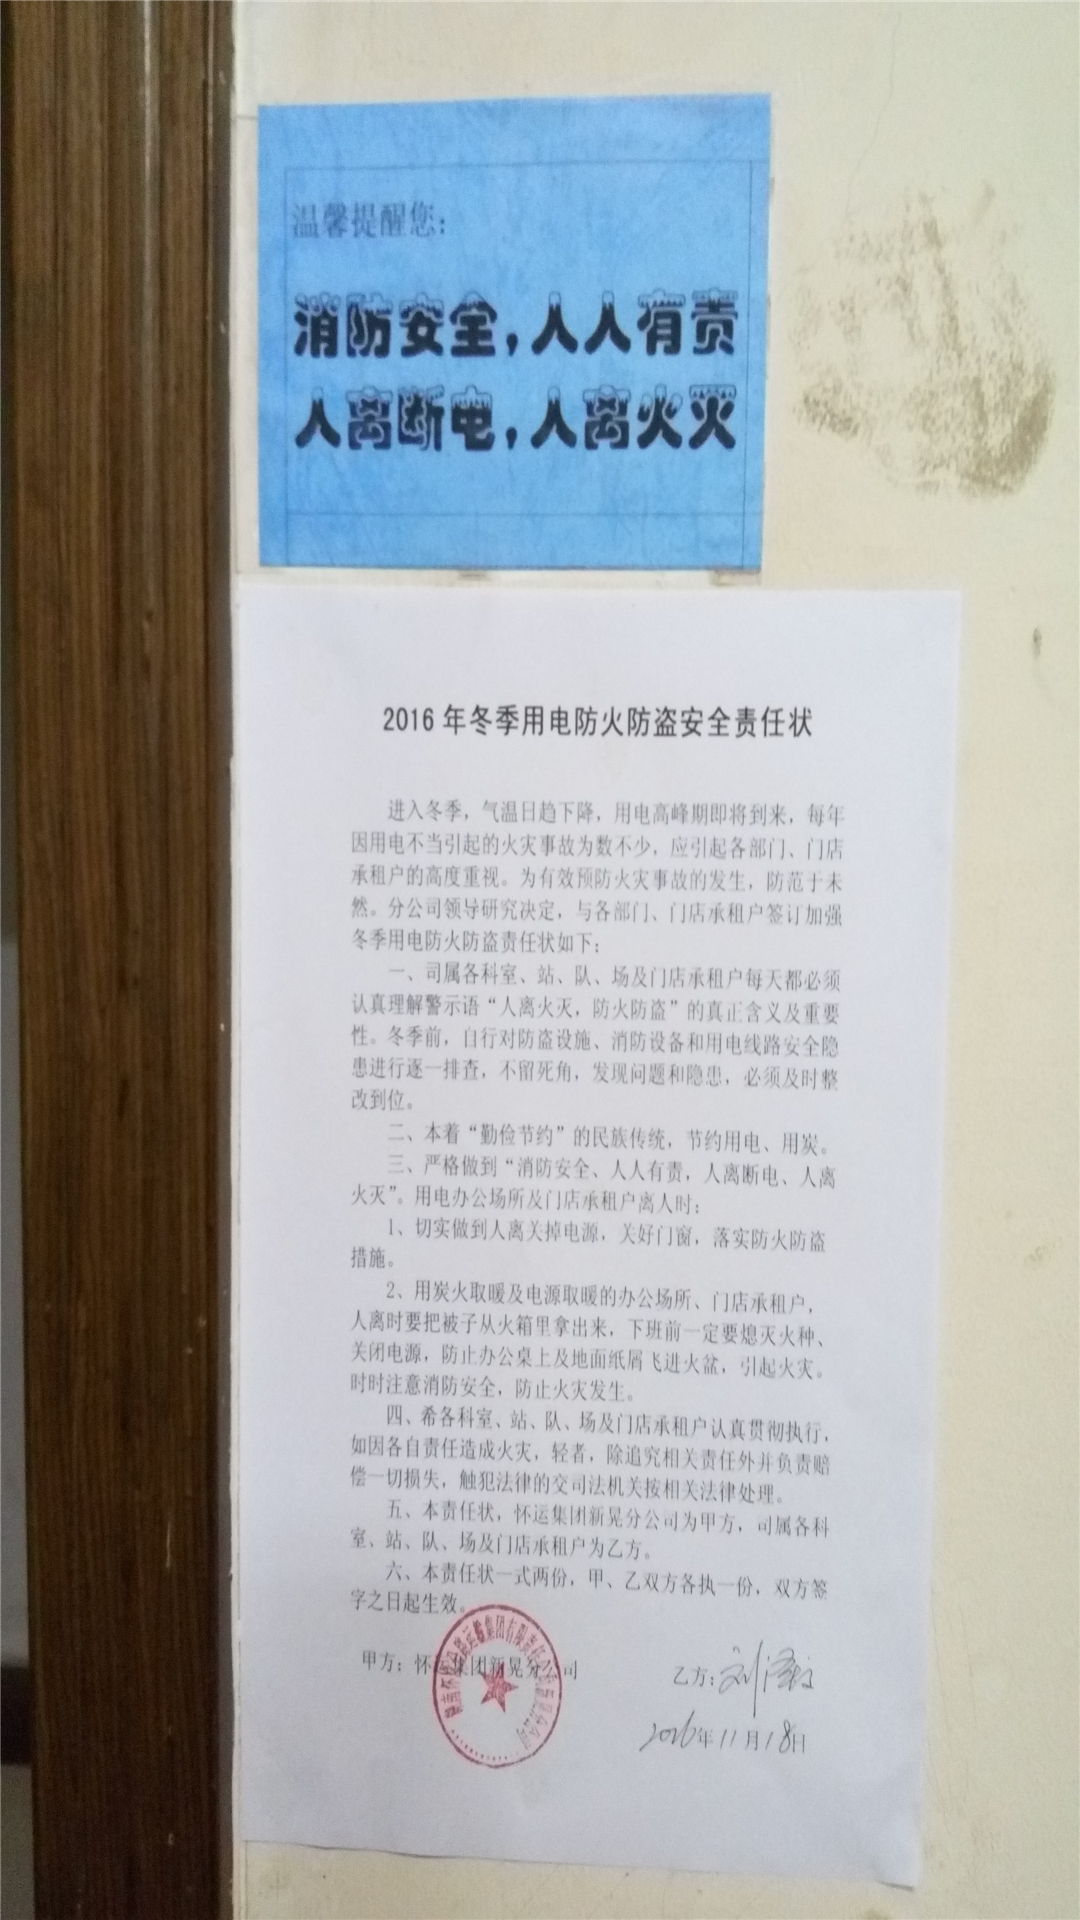 温馨提醒您:
消防安全,人人有责
人离断电,人离火灭
2016年冬季用电防火防盗安全责任状
进入冬季，气温日趋下降，用电高峰期即将到来，每年
因用电不当引起的火灾事故为数不少，应引起各部门、门店
承租户的高度重视。为有效预防火灾事故的发生，防范于未
然。分公司领导研究决定，与各部门、门店承租户签订加强
冬季用电防火防盗责任状如下：
一、司属各科室、站、队、场及门店承租户每天都必须
认真理解警示语“人离火灭，防火防盗”的真正含义及重要
性。冬季前，自行对防盗设施、消防设备和用电线路安全隐
患进行逐一排查，不留死角，发现问题和隐患，必须及时整
改到位。
二、本着“勤俭节约”的民族传统，节约用电、用炭。
三、严格做到“消防安全、人人有责，人离断电、人离
火灭”。用电办公场所及门店承租户离人时：
1、切实做到人离关掉电源，关好门窗，落实防火防盗
措施。
2、用炭火取暖及电源取暖的办公场所、门店承租户，
人离时要把被子从火箱里拿出来，下班前一定要熄灭火种、
关闭电源，防止办公桌上及地面纸屑飞进火盆，引起火灾。
时时注意消防安全，防止火灾发生。
四、希各科室、站、队、场及门店承租户认真贯彻执行，
如因各自责任造成火灾，轻者，除追究相关责任外并负责赔
偿一切损失，触犯法律的交司法机关按相关法律处理。
五、本责任状，怀运集团新晃分公司为甲方，司属各科
室、站、队、场及门店承租户为乙方。
六、本责任状一式两份，甲、乙双方各执一份，双方签
字之日起生效。
甲方：怀运集团新晃分公司
乙方：刘
2016年11月18日